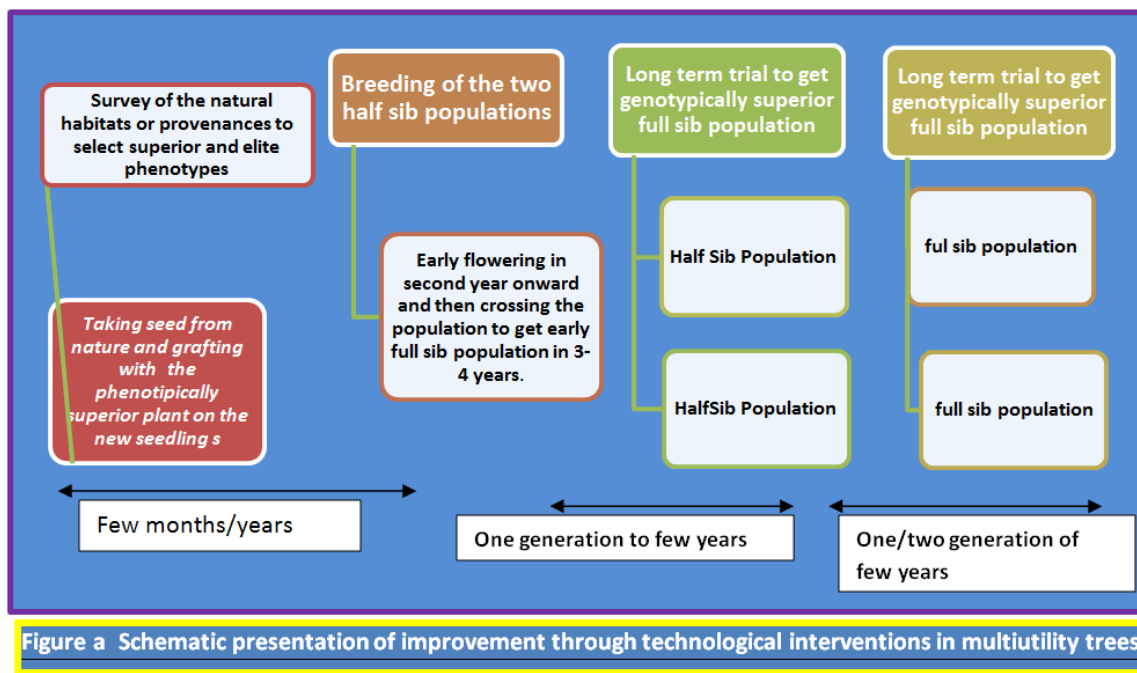 Survey of the natural
habitats or provenances to
select superior and elite
phenotypes
Taking seed from
nature and grafting
with the
phenotipically
superior plant on the
new seedling s
Breeding of the two
half sib populations
Early flowering in
second year onward
and then crossing the
population to get early
full sib population in 3-
4 years.
Long term trial to get
genotypically superior
full sib population
Half Sib Population
HalfSib Population
Long term trial to get
genotypically superior
full sib population
ful sib population
full sib population
Few months/years
One generation to few years
One/two generation of
few years
Figure a Schematic presentation of improvement through technological interventions in multiutility trees